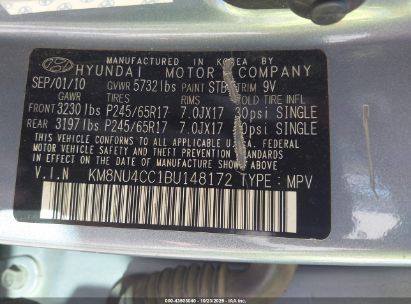 MADE IN KOREA
HYUNDAI MOTOR COMPANY
SEP/01/10 GVWR 5732lbs PAINT STB TRIM 9V
GAWR TIRES RIMS COLD TIRE INFL
FRONT 3230lbs P245/65R17 7.0JX17 30psi SINGLE
REAR 3197lbs P245/65R17 7.0JX17 30psi SINGLE
THIS VEHICLE CONFORMS TO ALL APPLICABLE U.S.A. FEDERAL
MOTOR VEHICLE SAFETY AND THEFT PREVENTION STANDARDS
IN EFFECT ON THE DATE OF MANUFACTURE SHOWN ABOVE.
V.I.N KM8NU4CC1BU148172 TYPE: MPV